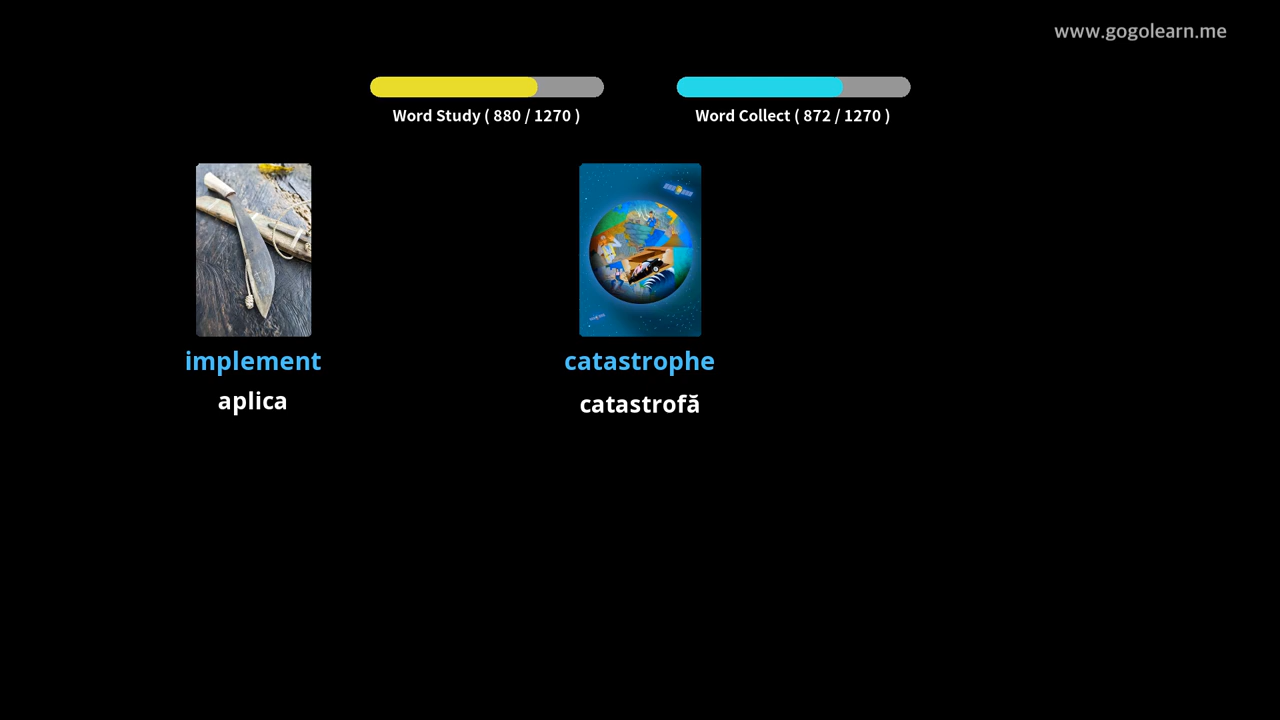 www.gogolearn.me
Word Study ( 880 / 1270 )
Word Collect ( 872 / 1270 )
implement
catastrophe
aplica
catastrofă